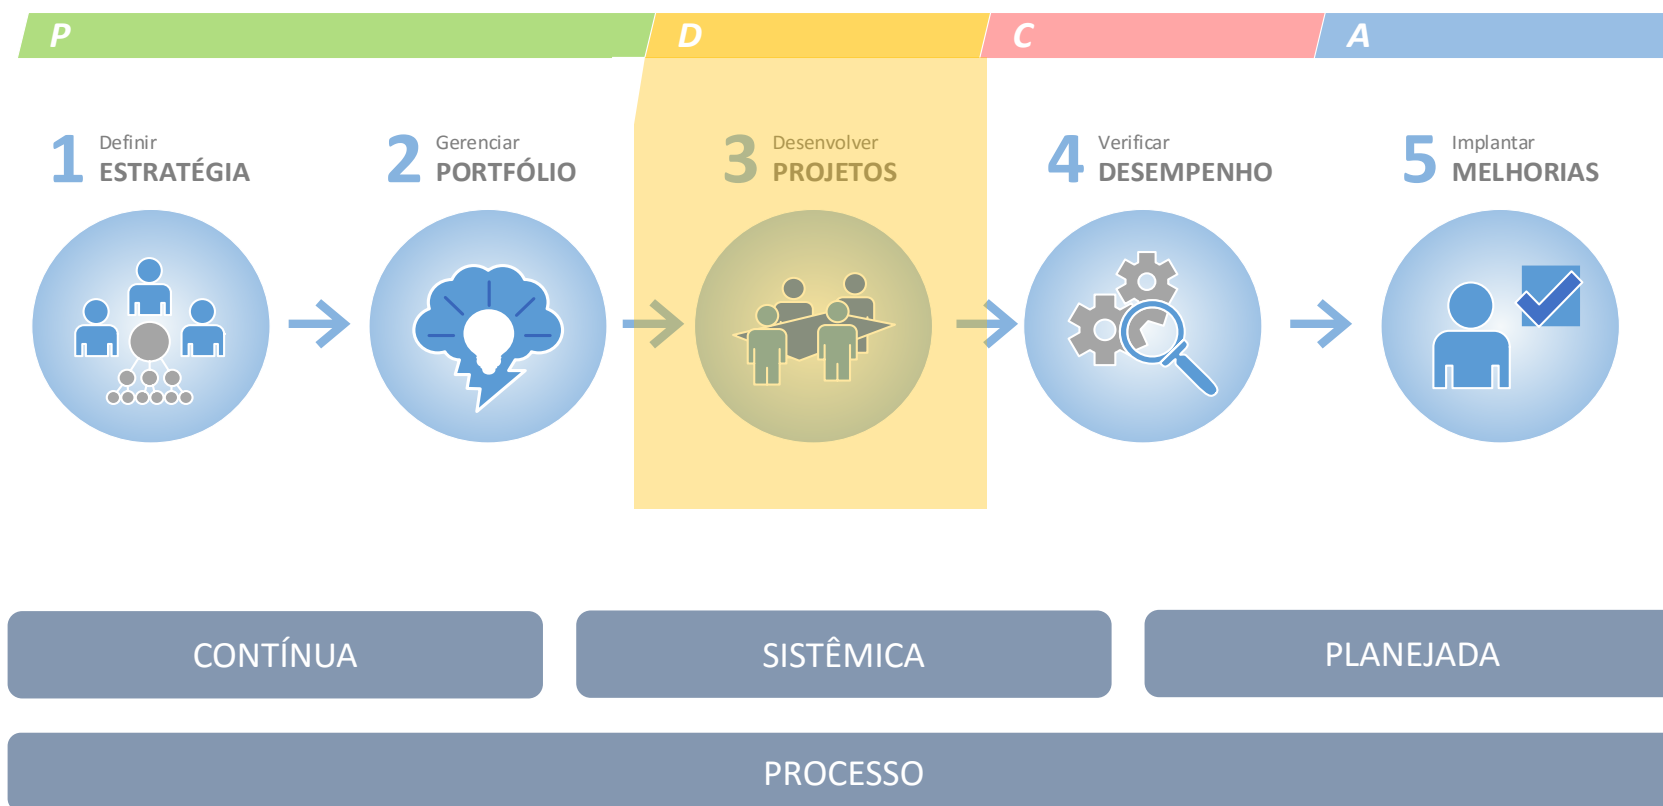 P
D
C
A
1 Definir
ESTRATÉGIA
2 Gerenciar
PORTFÓLIO
3 Desenvolver
PROJETOS
4 Verificar
DESEMPENHO
5 Implantar
MELHORIAS
CONTÍNUA
SISTÊMICA
PLANEJADA
PROCESSO